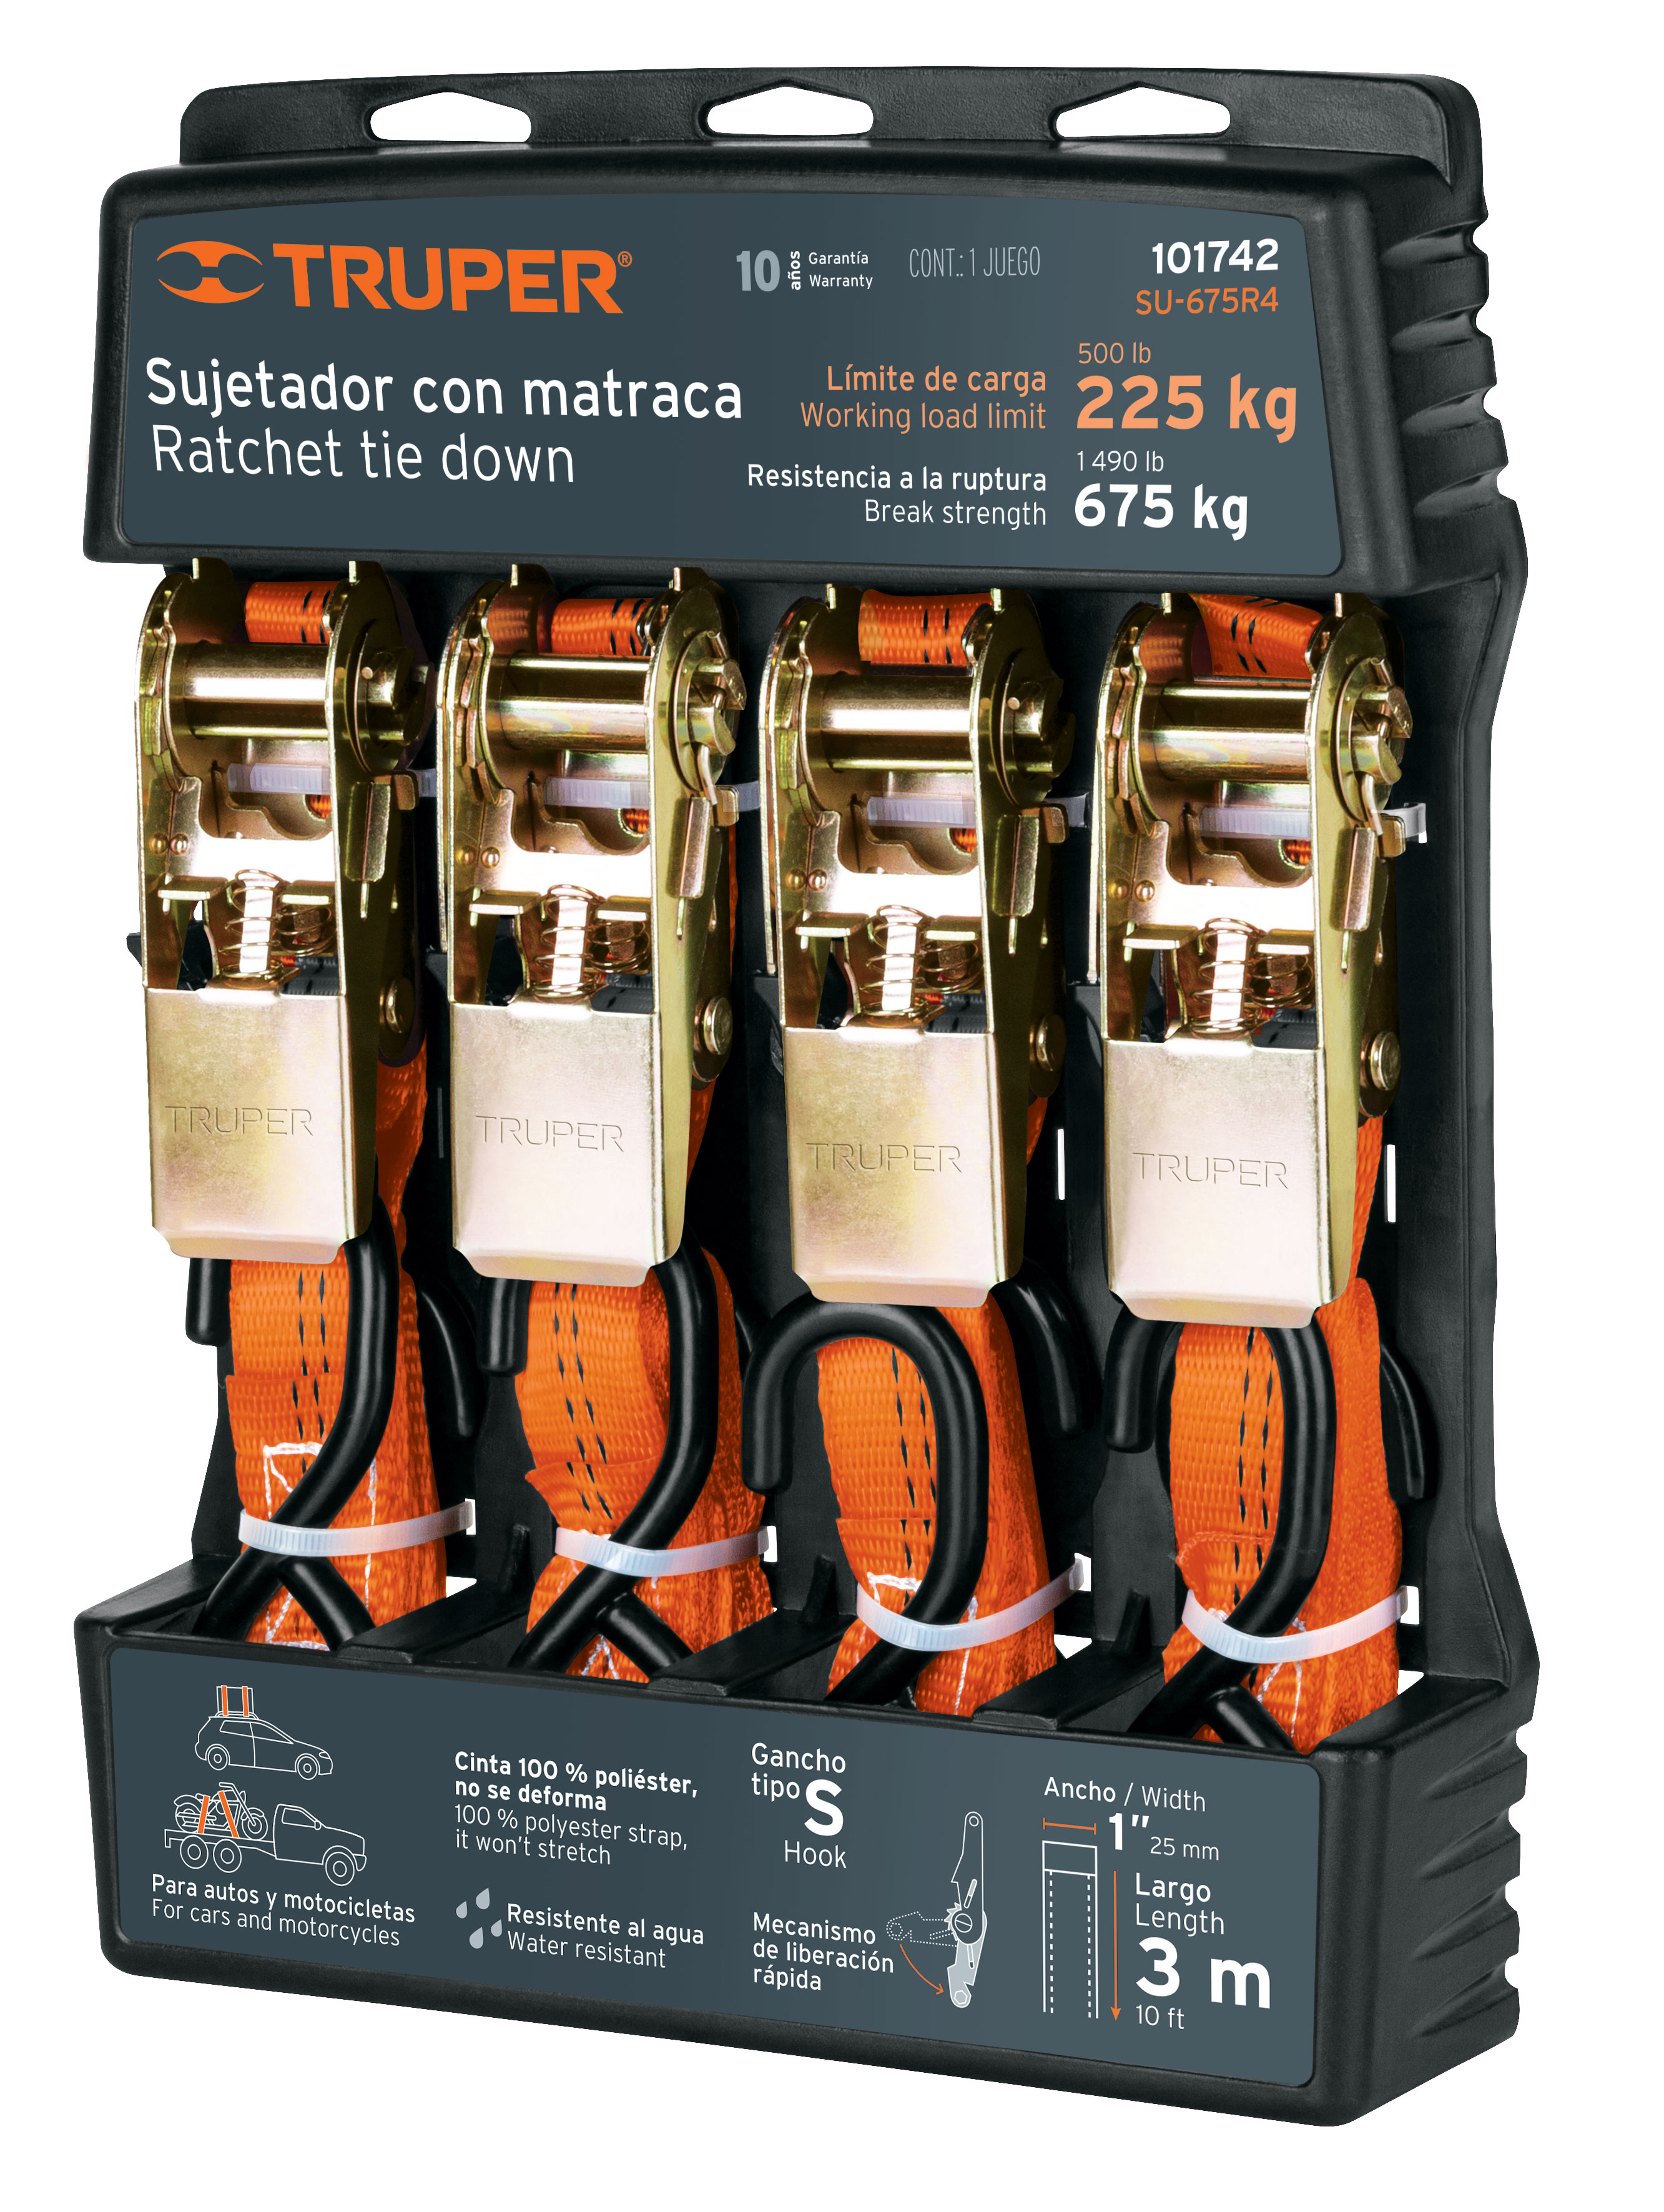 TRUPER®
10 años Garantía
Warranty
CONT.: 1 JUEGO
101742
SU-675R4
Sujetador con matraca
Ratchet tie down
500 lb
Límite de carga
Working load limit
225 kg
1 490 lb
Resistencia a la ruptura
Break strength
675 kg
TRUPER
TRUPER
TRUPER
TRUPER
Para autos y motocicletas
For cars and motorcycles
Cinta 100 % poliéster,
no se deforma
100 % polyester strap,
it won't stretch
Resistente al agua
Water resistant
Gancho
tipo S
Hook
Mecanismo
de liberación
rápida
Ancho / Width
1" 25 mm
Largo
Length
3 m
10 ft